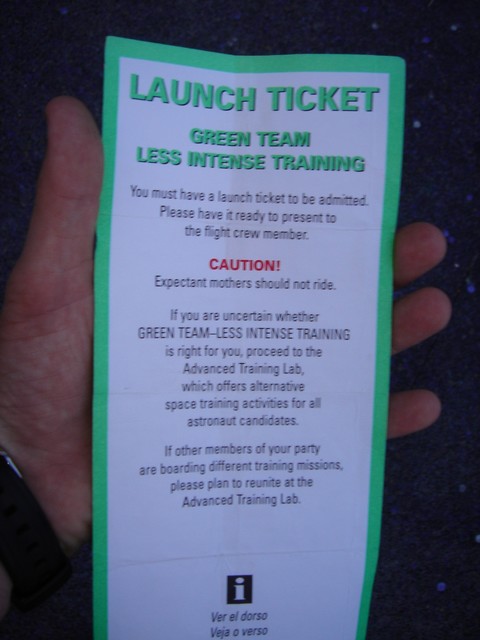 LAUNCH TICKET
GREEN TEAM
LESS INTENSE TRAINING
You must have a launch ticket to be admitted.
Please have it ready to present to
the flight crew member.
CAUTION!
Expectant mothers should not ride.
If you are uncertain whether
GREEN TEAM–LESS INTENSE TRAINING
is right for you, proceed to the
Advanced Training Lab,
which offers alternative
space training activities for all
astronaut candidates.
If other members of your party
are boarding different training missions,
please plan to reunite at the
Advanced Training Lab.
i
Ver el dorso
Veja o verso